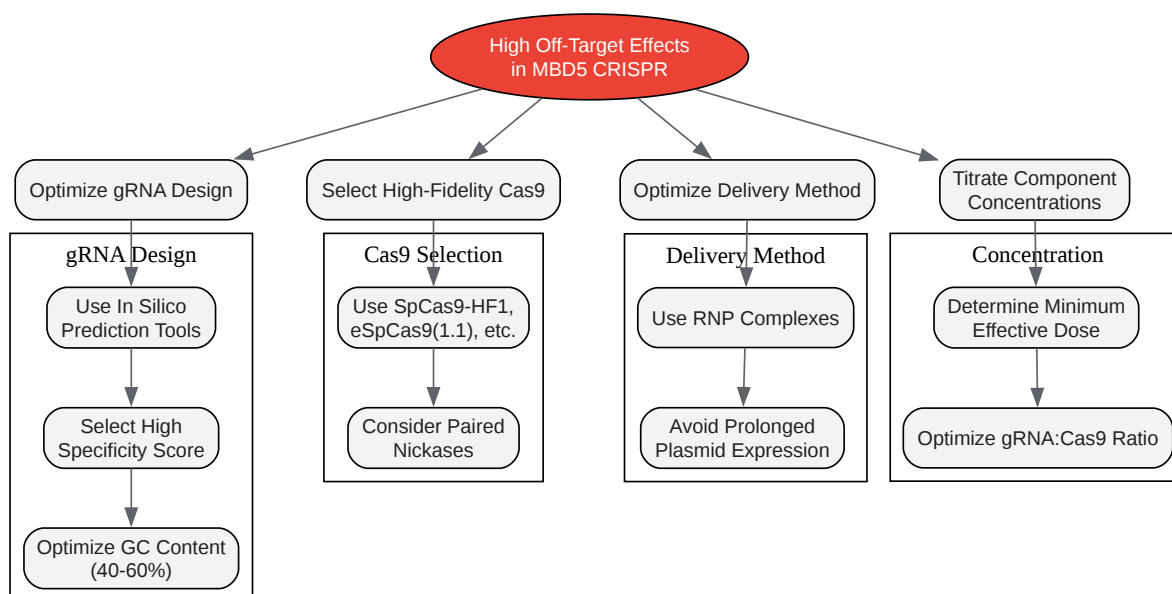 High Off-Target Effects
in MBD5 CRISPR
Optimize gRNA Design
Select High-Fidelity Cas9
Optimize Delivery Method
Titrate Component
Concentrations
gRNA Design
Use In Silico
Prediction Tools
Select High
Specificity Score
Optimize GC Content
(40-60%)
Cas9 Selection
Use SpCas9-HF1,
eSpCas9(1.1), etc.
Consider Paired
Nickases
Delivery Method
Use RNP Complexes
Avoid Prolonged
Plasmid Expression
Concentration
Determine Minimum
Effective Dose
Optimize gRNA:Cas9 Ratio